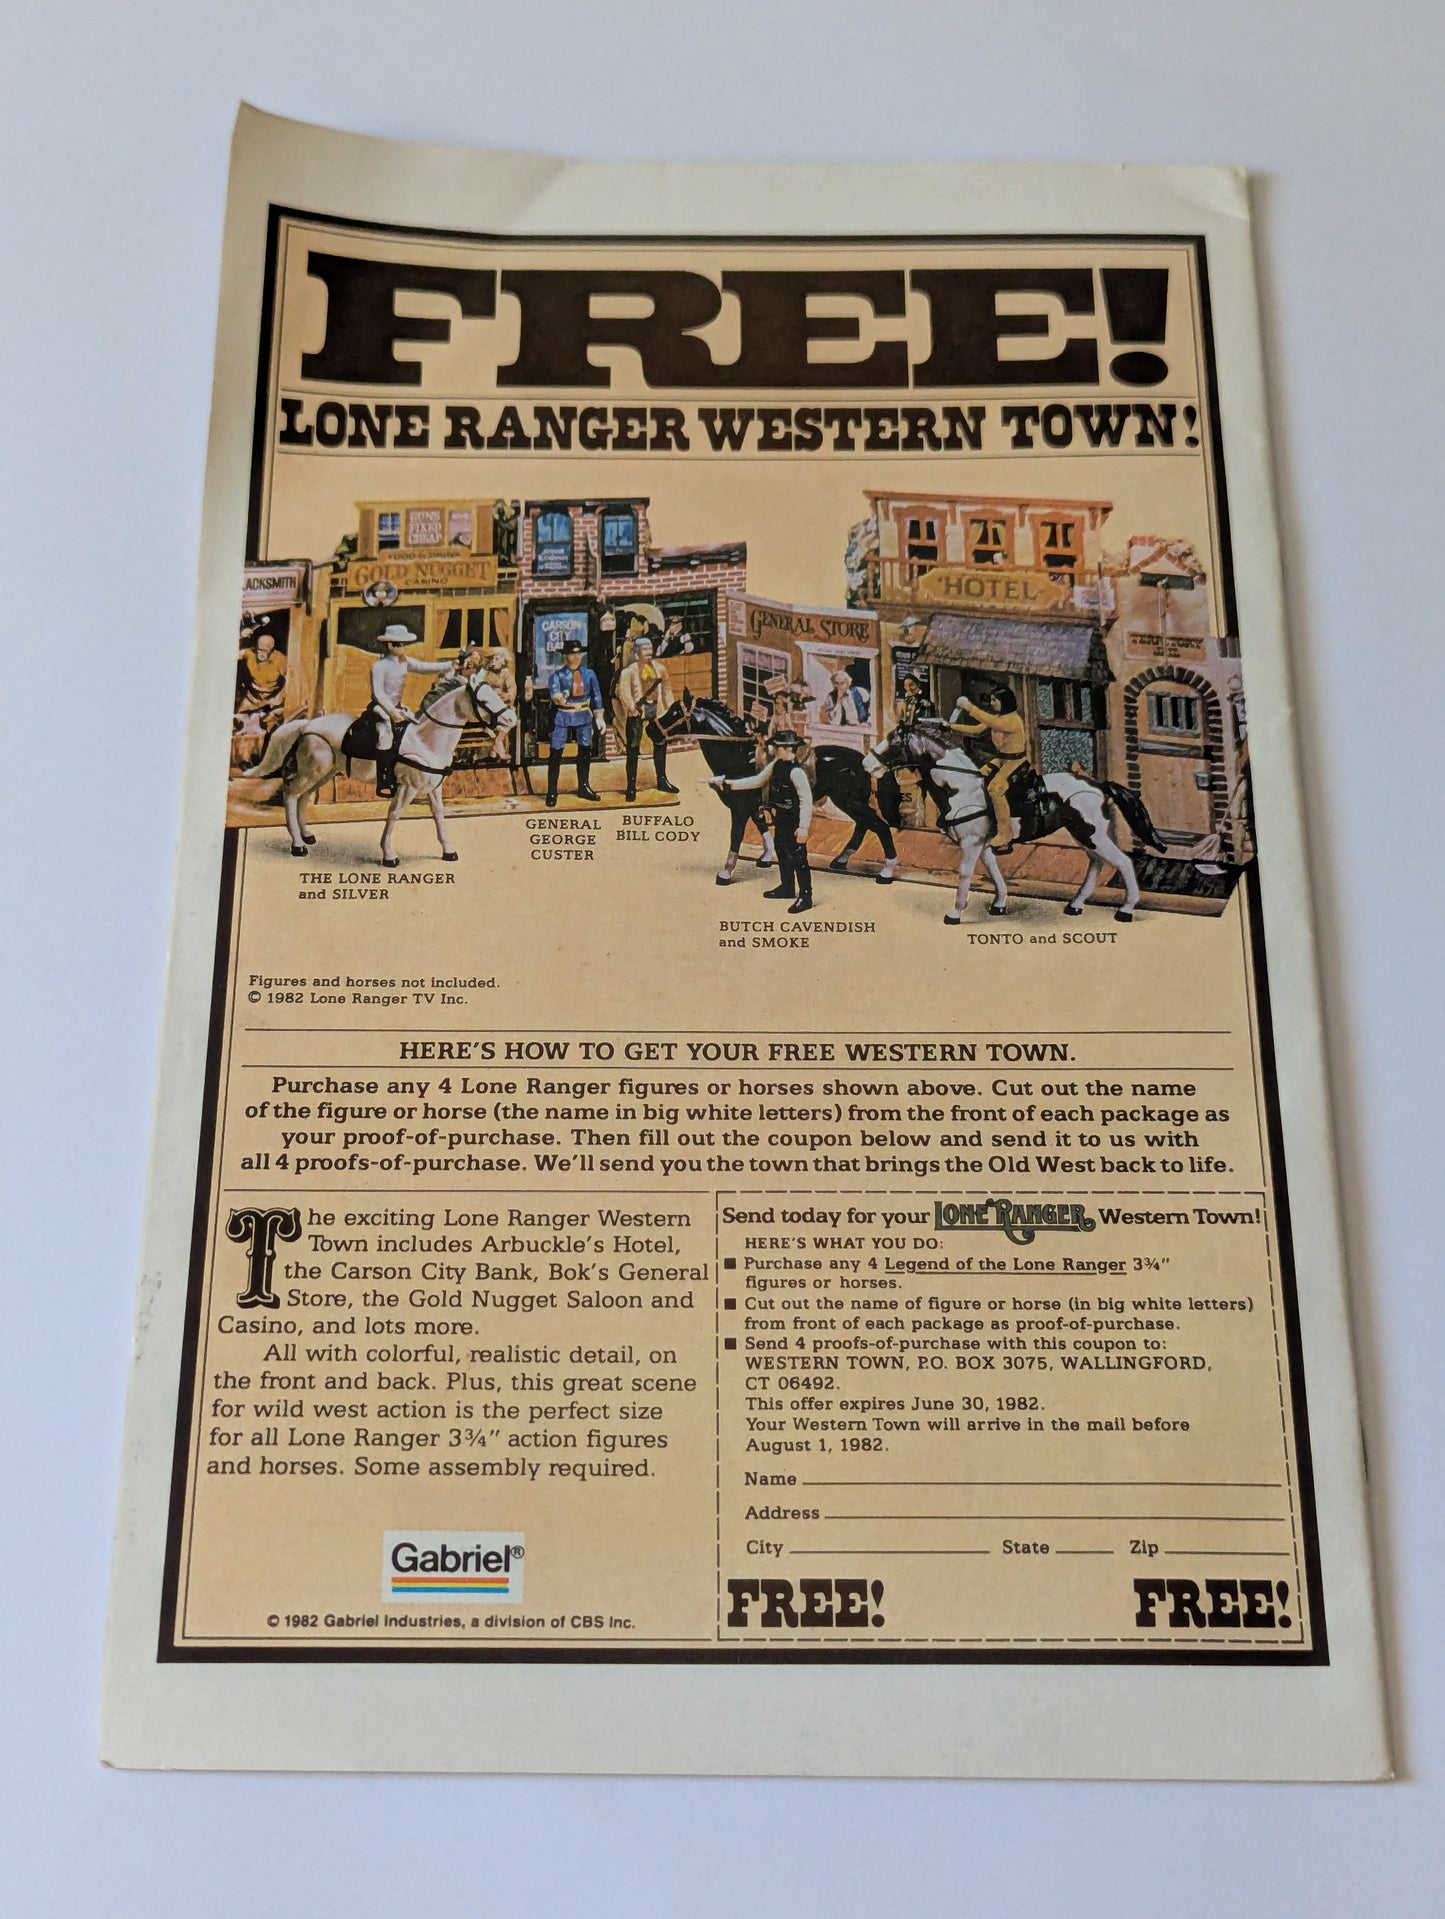 FREE!
LONE RANGER WESTERN TOWN!
GUNS
FIXED
CHEAP
FOOD & DRINK
GOLD NUGGET
CASINO
ACKSMITH
CARSON
CITY
BA
GENERAL STORE
HOTEL
GENERAL
GEORGE
CUSTER
BUFFALO
BILL CODY
THE LONE RANGER
and SILVER
BUTCH CAVENDISH
and SMOKE
TONTO and SCOUT
Figures and horses not included.
© 1982 Lone Ranger TV Inc.
HERE'S HOW TO GET YOUR FREE WESTERN TOWN.
Purchase any 4 Lone Ranger figures or horses shown above. Cut out the name
of the figure or horse (the name in big white letters) from the front of each package as
your proof-of-purchase. Then fill out the coupon below and send it to us with
all 4 proofs-of-purchase. We'll send you the town that brings the Old West back to life.
The exciting Lone Ranger Western
Town includes Arbuckle's Hotel,
the Carson City Bank, Bok's General
Store, the Gold Nugget Saloon and
Casino, and lots more.
All with colorful, realistic detail, on
the front and back. Plus, this great scene
for wild west action is the perfect size
for all Lone Ranger 3¾" action figures
and horses. Some assembly required.
Gabriel®
© 1982 Gabriel Industries, a division of CBS Inc.
Send today for your LONE RANGER Western Town!
HERE'S WHAT YOU DO:
■ Purchase any 4 Legend of the Lone Ranger 3¾"
figures or horses.
■ Cut out the name of figure or horse (in big white letters)
from front of each package as proof-of-purchase.
■ Send 4 proofs-of-purchase with this coupon to:
WESTERN TOWN, P.O. BOX 3075, WALLINGFORD,
CT 06492.
This offer expires June 30, 1982.
Your Western Town will arrive in the mail before
August 1, 1982.
Name
Address
City State Zip
FREE! FREE!